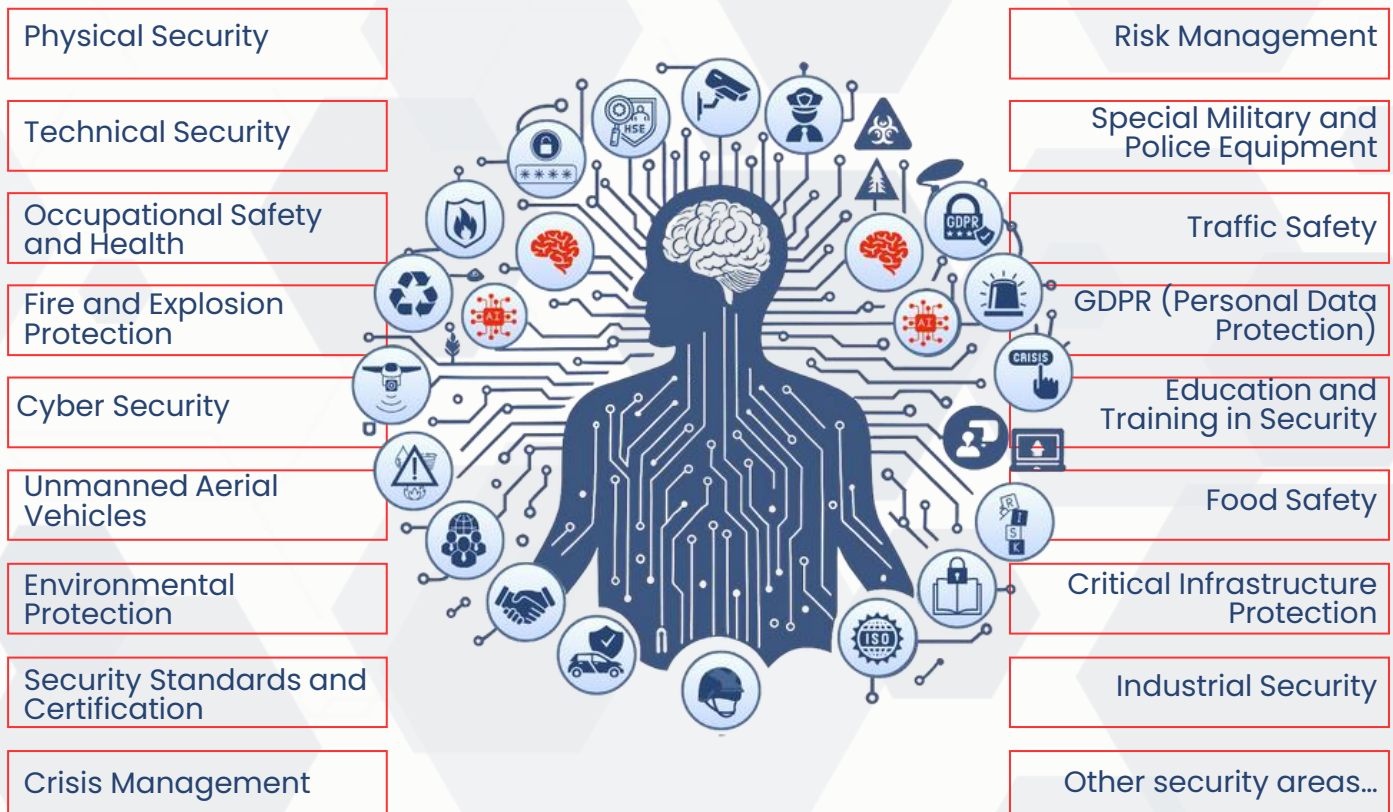 Physical Security
Technical Security
Occupational Safety
and Health
Fire and Explosion
Protection
Cyber Security
Unmanned Aerial
Vehicles
Environmental
Protection
Security Standards and
Certification
Crisis Management
HSE
****
GDPR
****
AI
AI
CRISIS
R
I
S
K
ISO
Risk Management
Special Military and
Police Equipment
Traffic Safety
GDPR (Personal Data
Protection)
Education and
Training in Security
Food Safety
Critical Infrastructure
Protection
Industrial Security
Other security areas...